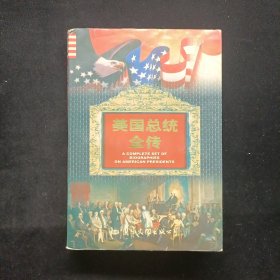 美国总统
全传
A COMPLETE SET OF
BIOGRAPHIES
ON AMERICAN PRESIDENTS